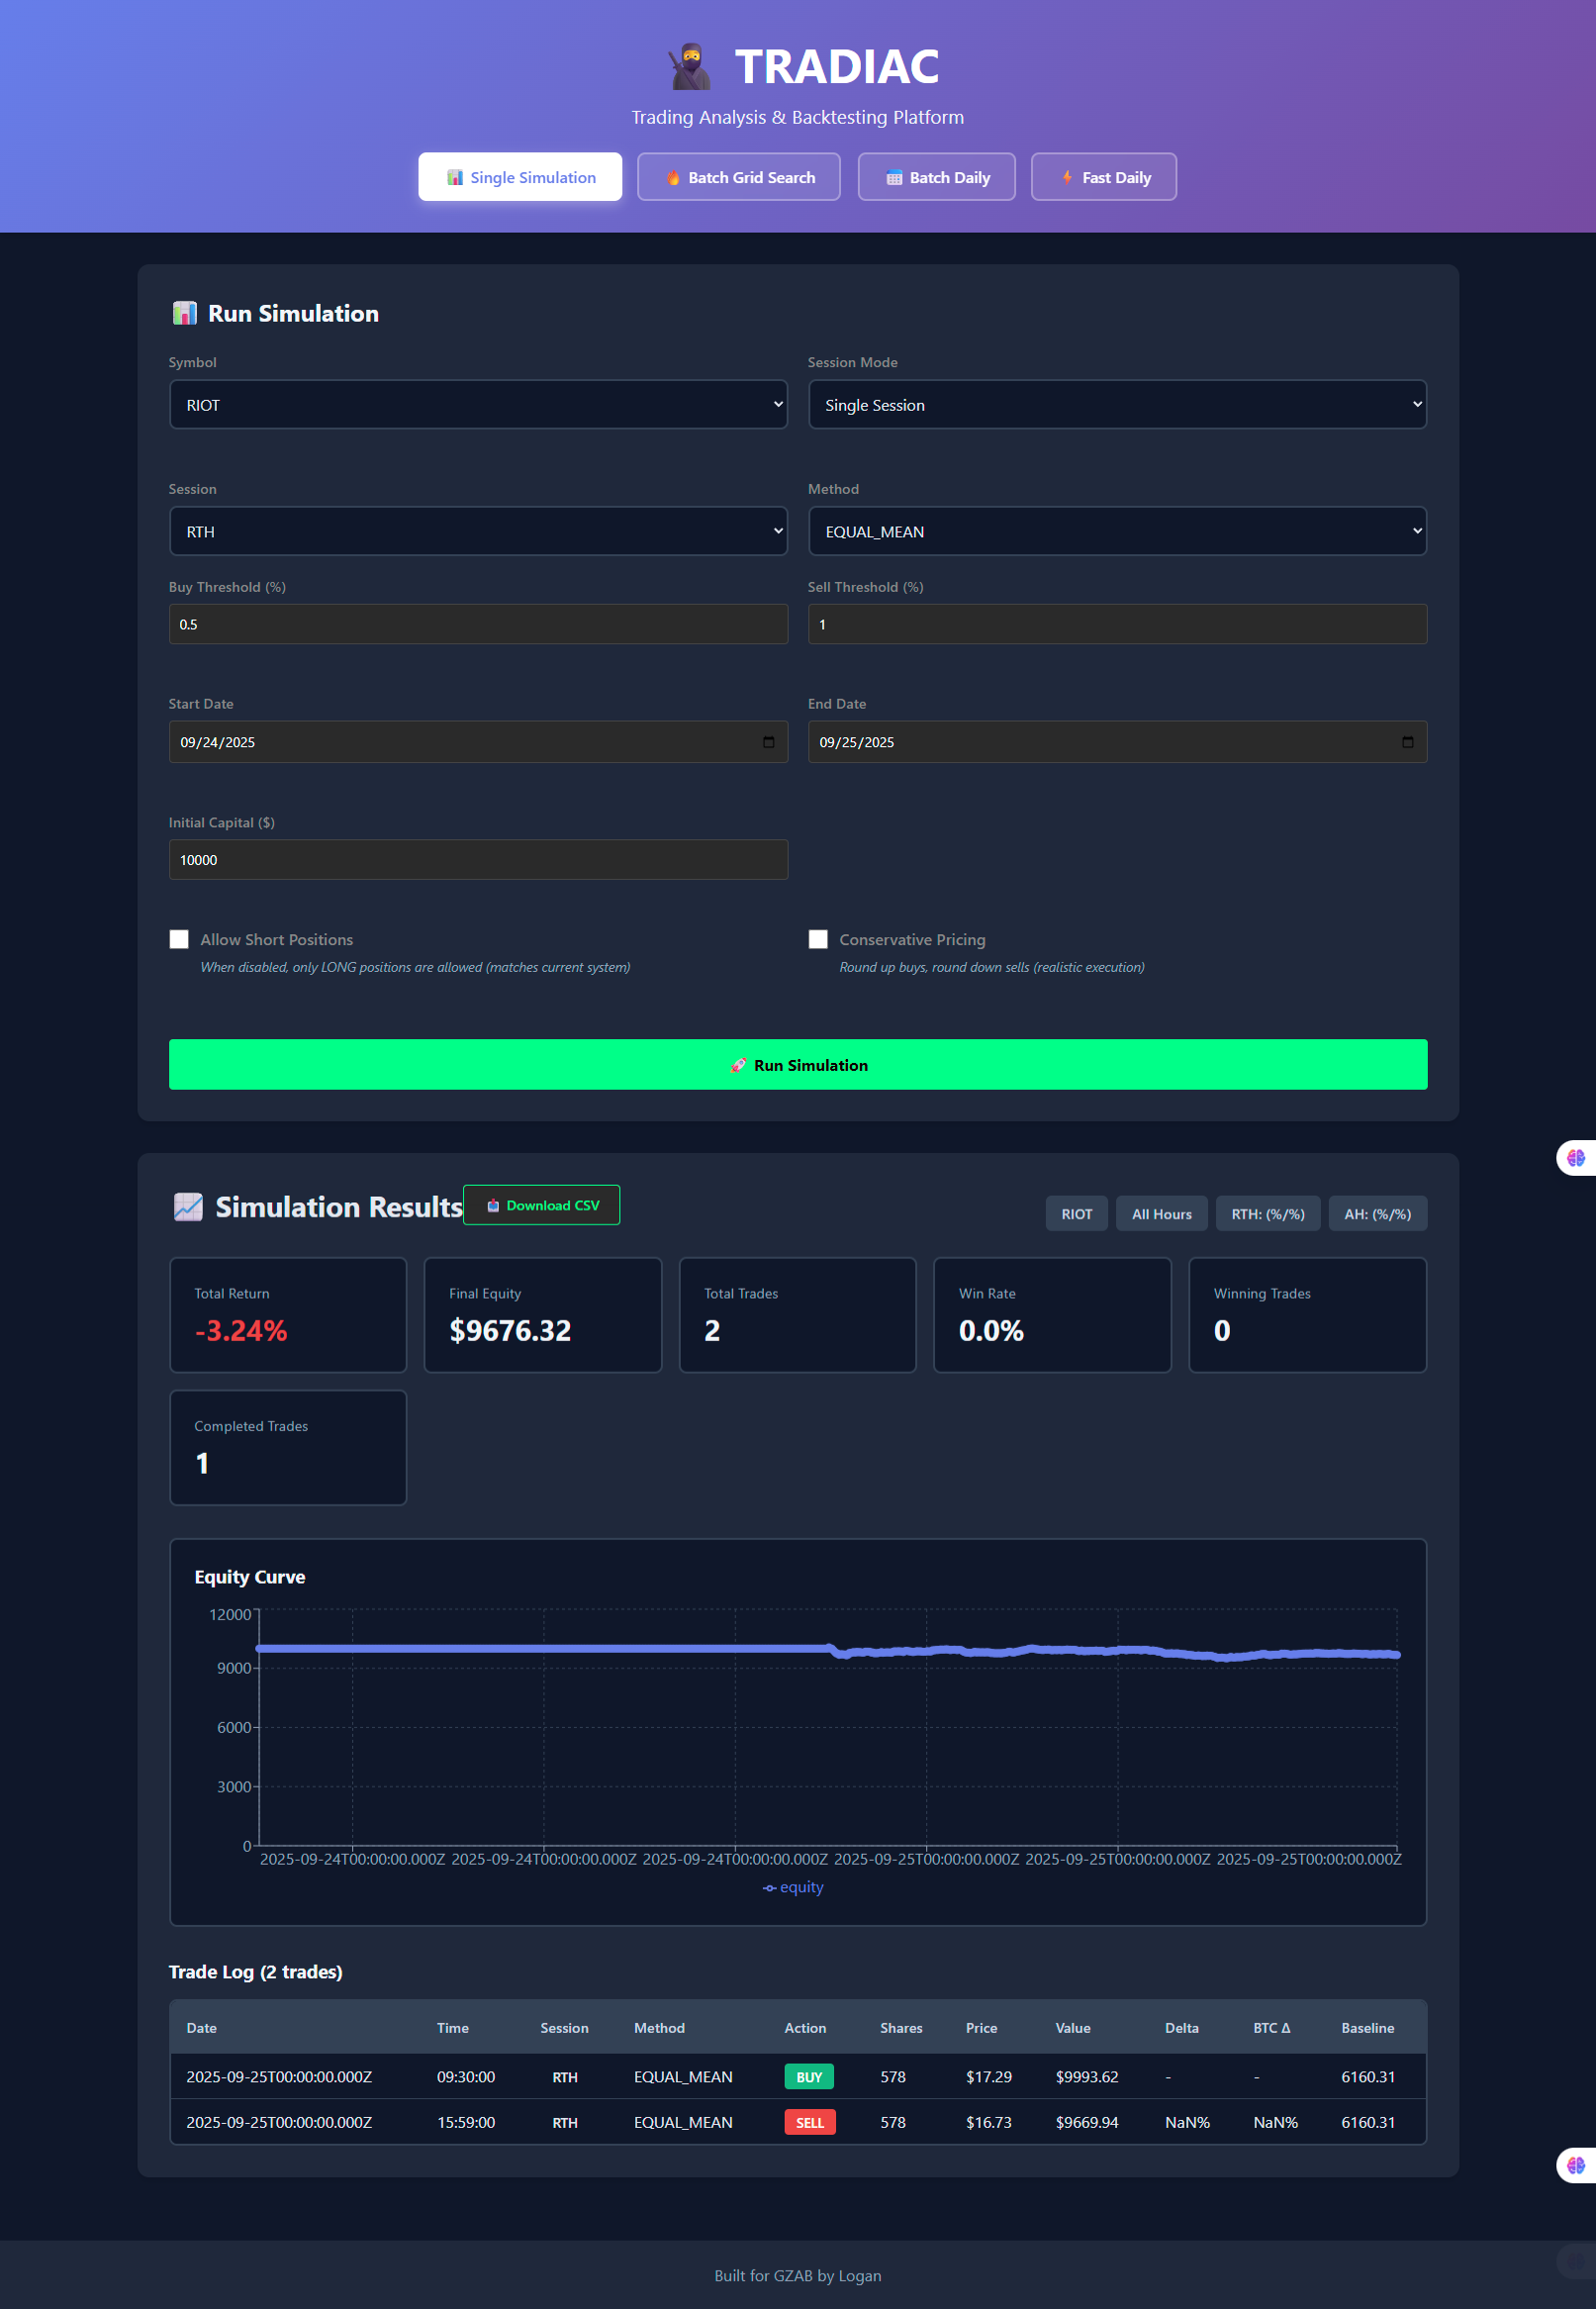 TRADIAC
Trading Analysis & Backtesting Platform
Single Simulation
Batch Grid Search
Batch Daily
Fast Daily
Run Simulation
Symbol
Session Mode
RIOT
Single Session
Session
Method
RTH
EQUAL_MEAN
Buy Threshold (%)
Sell Threshold (%)
0.5
1
Start Date
End Date
09/24/2025
09/25/2025
Initial Capital ($)
10000
Allow Short Positions
When disabled, only LONG positions are allowed (matches current system)
Conservative Pricing
Round up buys, round down sells (realistic execution)
Run Simulation
Simulation Results
Download CSV
RIOT
All Hours
RTH: (%/%)
AH: (%/%)
Total Return
-3.24%
Final Equity
$9676.32
Total Trades
2
Win Rate
0.0%
Winning Trades
0
Completed Trades
1
Equity Curve
12000
9000
6000
3000
0
2025-09-24T00:00:00.000Z 2025-09-24T00:00:00.000Z 2025-09-24T00:00:00.000Z 2025-09-25T00:00:00.000Z 2025-09-25T00:00:00.000Z 2025-09-25T00:00:00.000Z
equity
Trade Log (2 trades)
Date Time Session Method Action Shares Price Value Delta BTC Δ Baseline
2025-09-25T00:00:00.000Z 09:30:00 RTH EQUAL_MEAN BUY 578 $17.29 $9993.62 - - 6160.31
2025-09-25T00:00:00.000Z 15:59:00 RTH EQUAL_MEAN SELL 578 $16.73 $9669.94 NaN% NaN% 6160.31
Built for GZAB by Logan